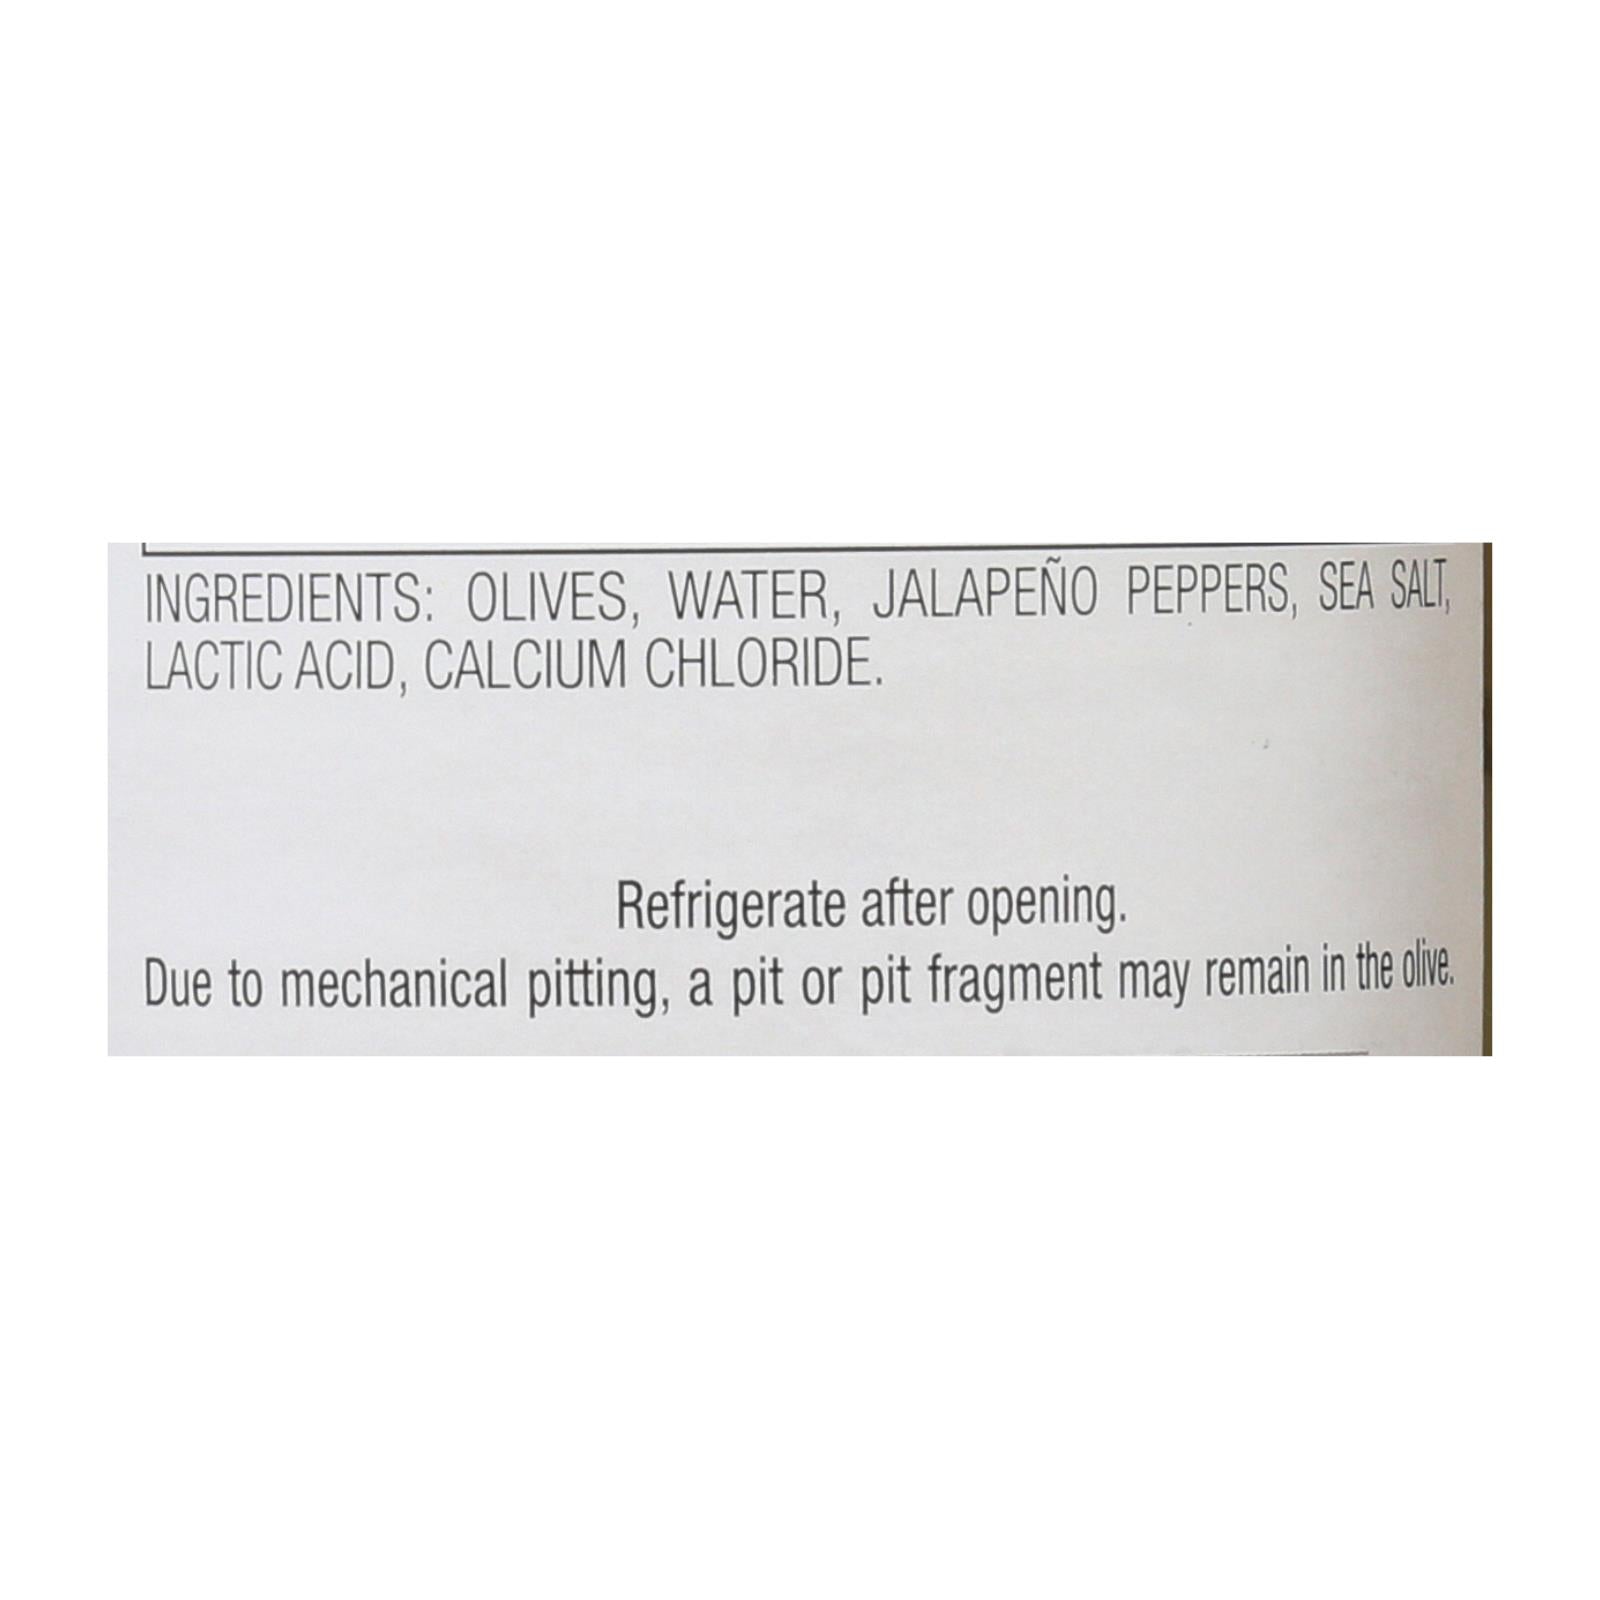 INGREDIENTS: OLIVES, WATER, JALAPEÑO PEPPERS, SEA SALT,
LACTIC ACID, CALCIUM CHLORIDE.
Refrigerate after opening.
Due to mechanical pitting, a pit or pit fragment may remain in the olive.